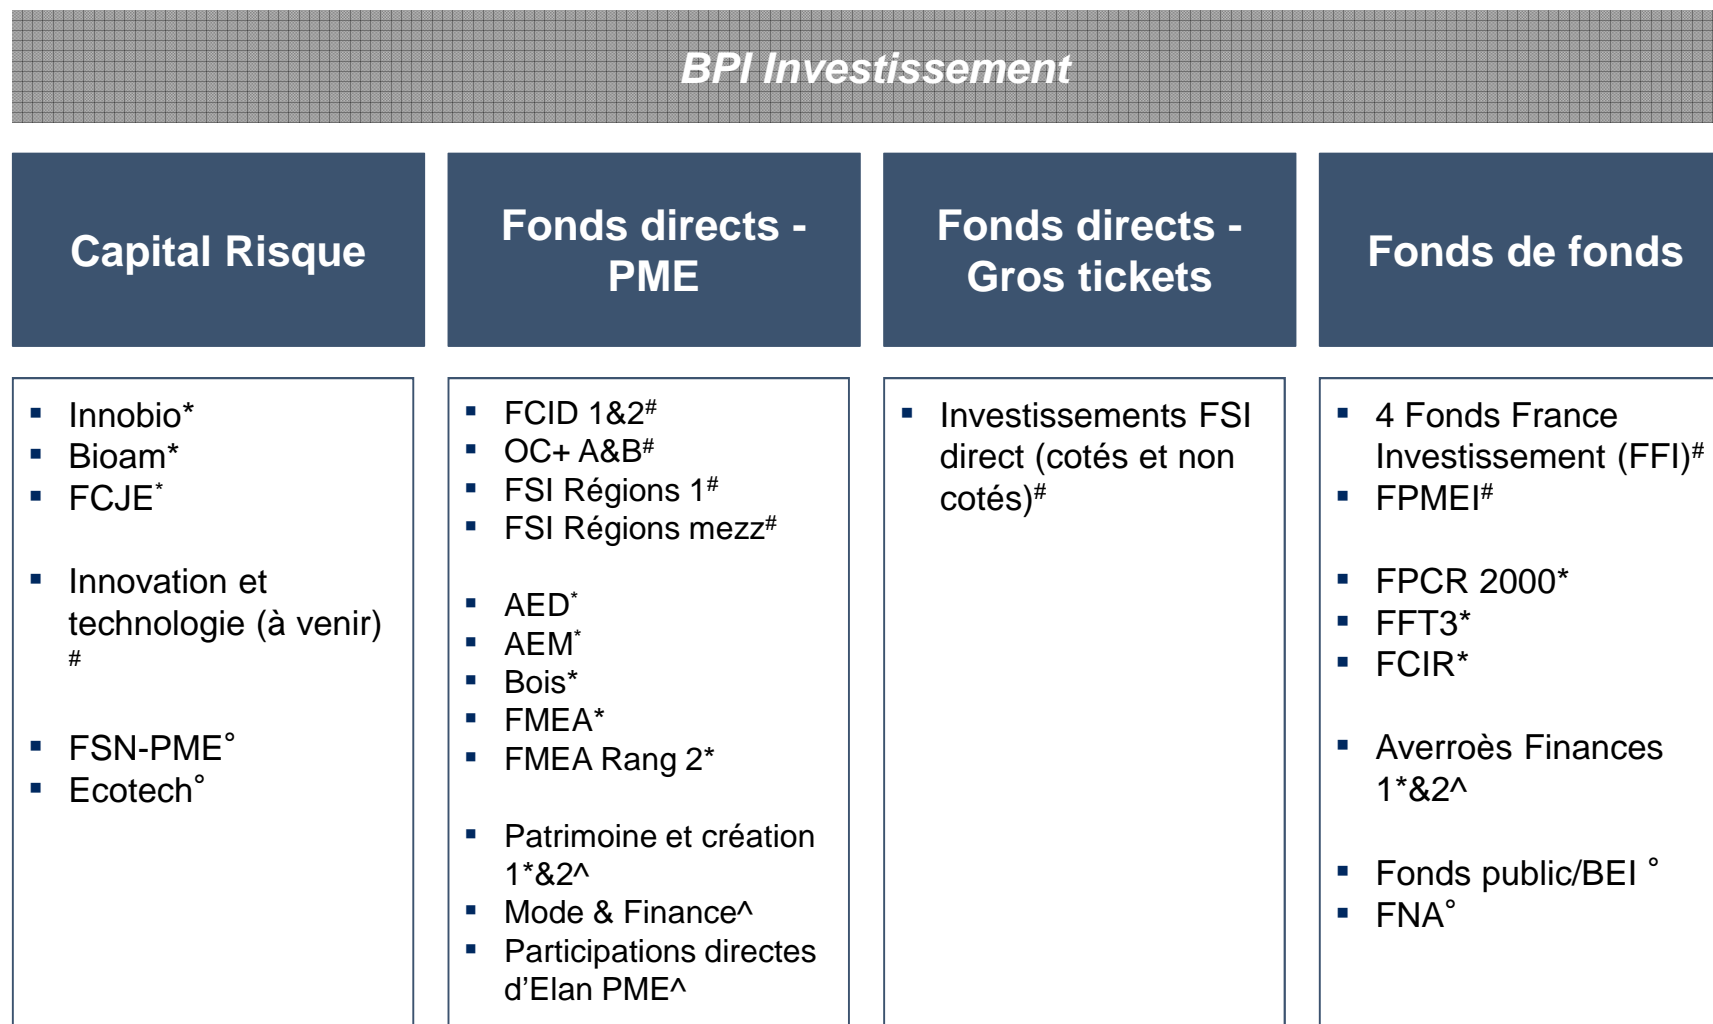 BPI Investissement
Capital Risque
Fonds directs -
PME
Fonds directs -
Gros tickets
Fonds de fonds
▪ Innobio*
▪ Bioam*
▪ FCJE*
▪ Innovation et
technologie (à venir)
#
▪ FSN-PME°
▪ Ecotech°
▪ FCID 1&2#
▪ OC+ A&B#
▪ FSI Régions 1#
▪ FSI Régions mezz#
▪ AED*
▪ AEM*
▪ Bois*
▪ FMEA*
▪ FMEA Rang 2*
▪ Patrimoine et création
1*&2^
▪ Mode & Finance^
▪ Participations directes
d’Elan PME^
▪ Investissements FSI
direct (cotés et non
cotés)#
▪ 4 Fonds France
Investissement (FFI)#
▪ FPMEI#
▪ FPCR 2000*
▪ FFT3*
▪ FCIR*
▪ Averroès Finances
1*&2^
▪ Fonds public/BEI °
▪ FNA°